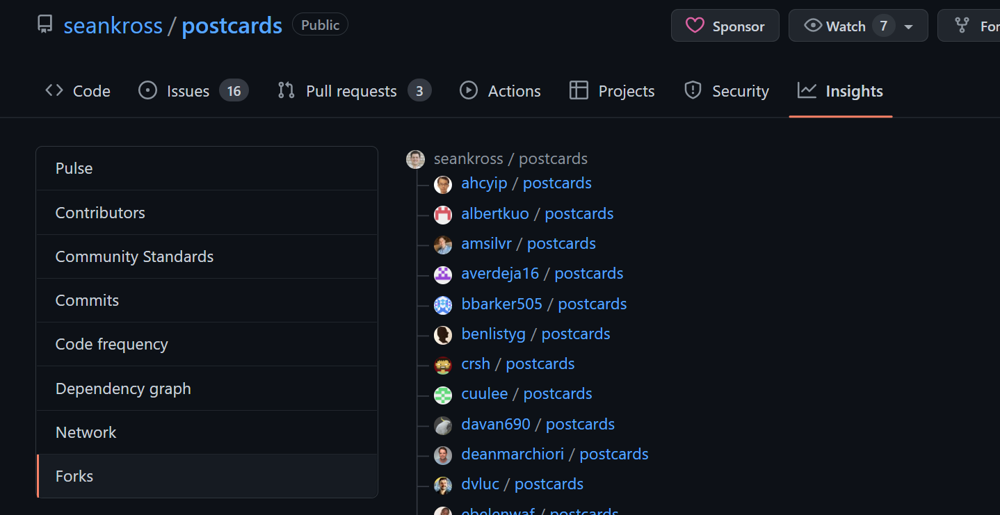 seankross / postcards Public Sponsor Watch 7
Code Issues 16 Pull requests 3 Actions Projects Security Insights
Pulse
Contributors
Community Standards
Commits
Code frequency
Dependency graph
Network
Forks
seankross / postcards
ahcyip / postcards
albertkuo / postcards
amsilvr / postcards
averdeja16 / postcards
bbarker505 / postcards
benlistyg / postcards
crsh / postcards
cuulee / postcards
davan690 / postcards
deanmarchiori / postcards
dvluc / postcards
ebelenwaf / postcards